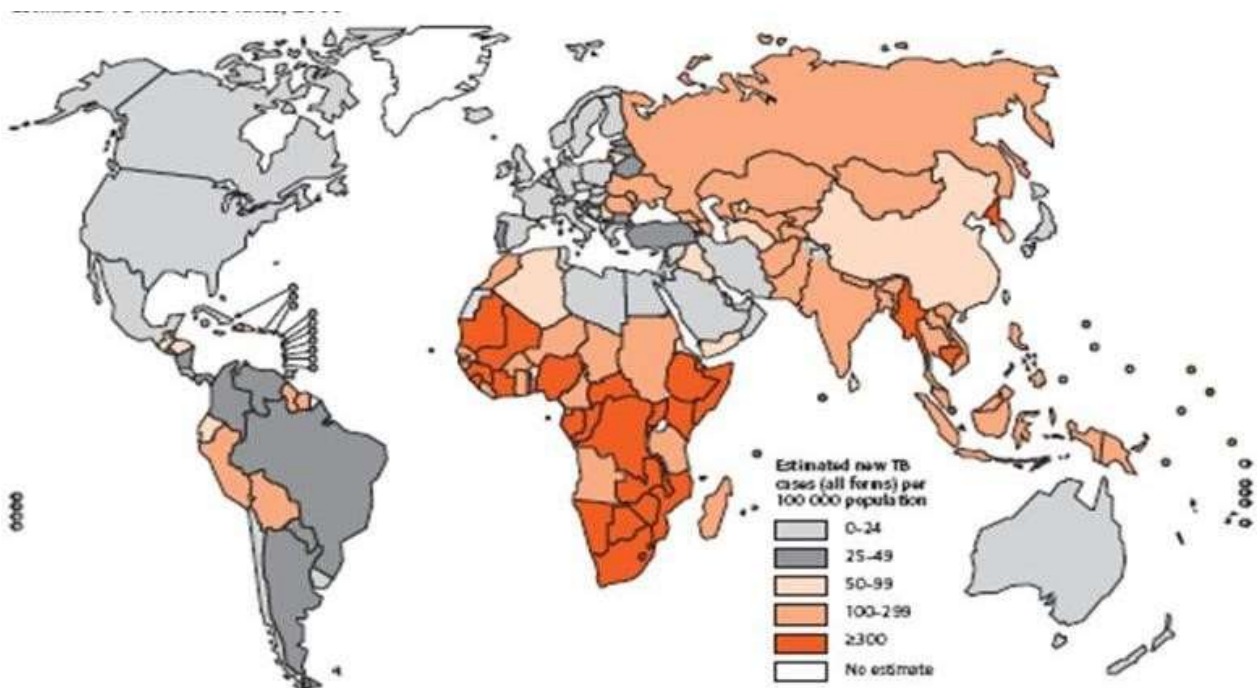 Estimated new TB
cases (all forms) per
100 000 population
0–24
25–49
50–99
100–299
≥300
No estimate